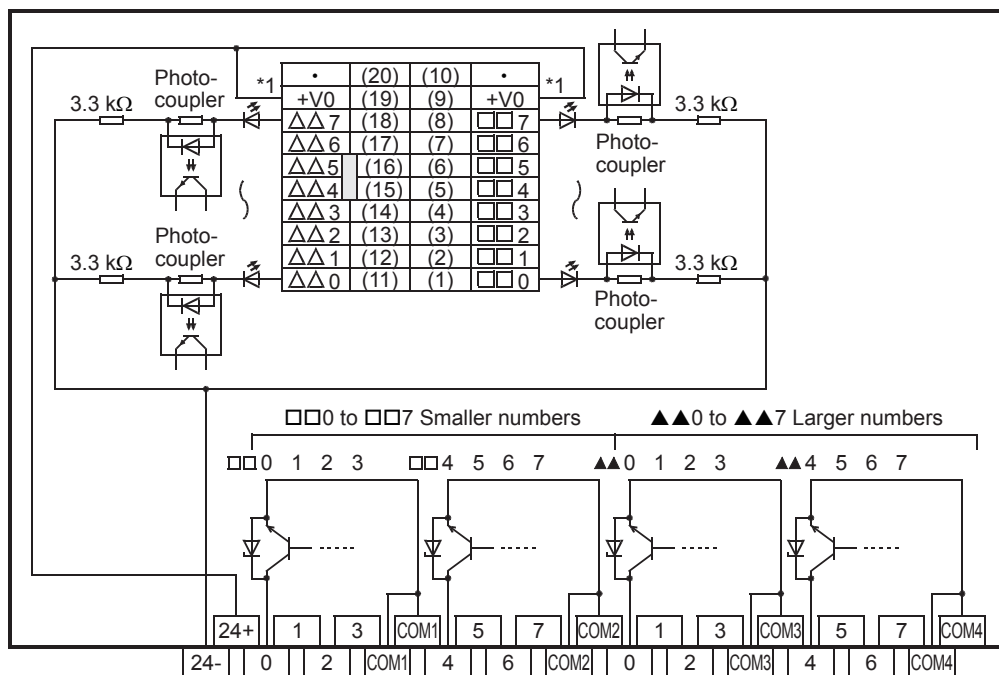 *1 • (20) (10) • *1
Photo-
coupler
3.3 kΩ
+V0 (19) (9) +V0
△△7 (18) (8) □□7
3.3 kΩ
△△6 (17) (7) □□6
Photo-
coupler
△△5 (16) (6) □□5
△△4 (15) (5) □□4
△△3 (14) (4) □□3
△△2 (13) (3) □□2
Photo-
coupler
3.3 kΩ
△△1 (12) (2) □□1
3.3 kΩ
△△0 (11) (1) □□0
Photo-
coupler
□□0 to □□7 Smaller numbers ▲▲0 to ▲▲7 Larger numbers
□□0 1 2 3 □□4 5 6 7 ▲▲0 1 2 3 ▲▲4 5 6 7
24+ 1 3 COM1 5 7 COM2 1 3 COM3 5 7 COM4
24- 0 2 COM1 4 6 COM2 0 2 COM3 4 6 COM4